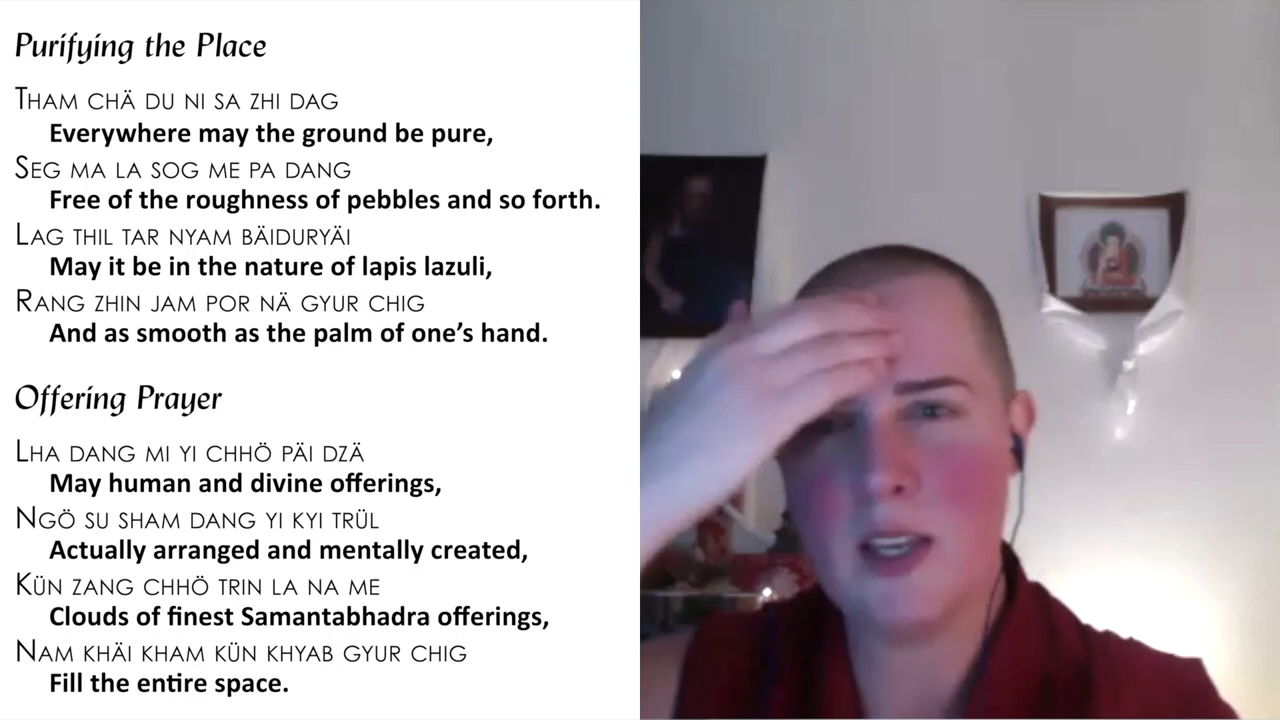 Purifying the Place
THAM CHÄ DU NI SA ZHI DAG
Everywhere may the ground be pure,
SEG MA LA SOG ME PA DANG
Free of the roughness of pebbles and so forth.
LAG THIL TAR NYAM BÄIDURYÄI
May it be in the nature of lapis lazuli,
RANG ZHIN JAM POR NÄ GYUR CHIG
And as smooth as the palm of one’s hand.
Offering Prayer
LHA DANG MI YI CHHÖ PÄI DZÄ
May human and divine offerings,
NGÖ SU SHAM DANG YI KYI TRÜL
Actually arranged and mentally created,
KÜN ZANG CHHÖ TRIN LA NA ME
Clouds of finest Samantabhadra offerings,
NAM KHÄI KHAM KÜN KHYAB GYUR CHIG
Fill the entire space.